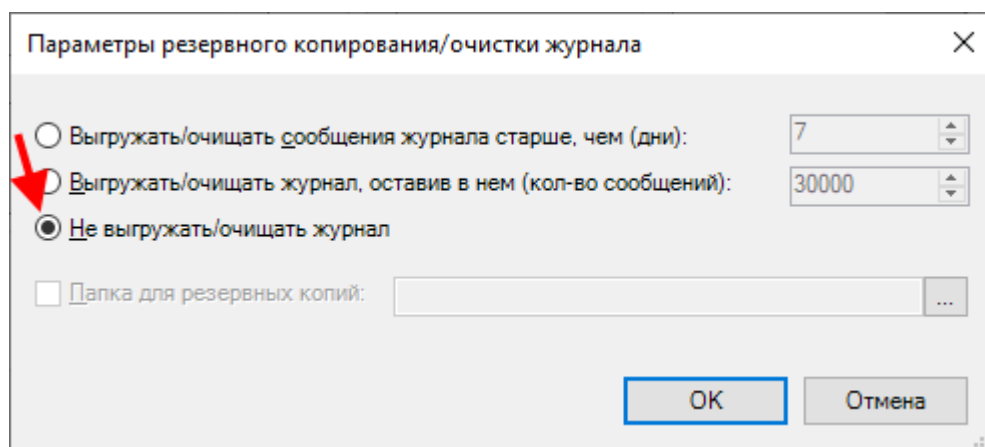 Параметры резервного копирования/очистки журнала
Выгружать/очищать сообщения журнала старше, чем (дни): 7
Выгружать/очищать журнал, оставив в нем (кол-во сообщений): 30000
Не выгружать/очищать журнал
Папка для резервных копий: ...
OK Отмена